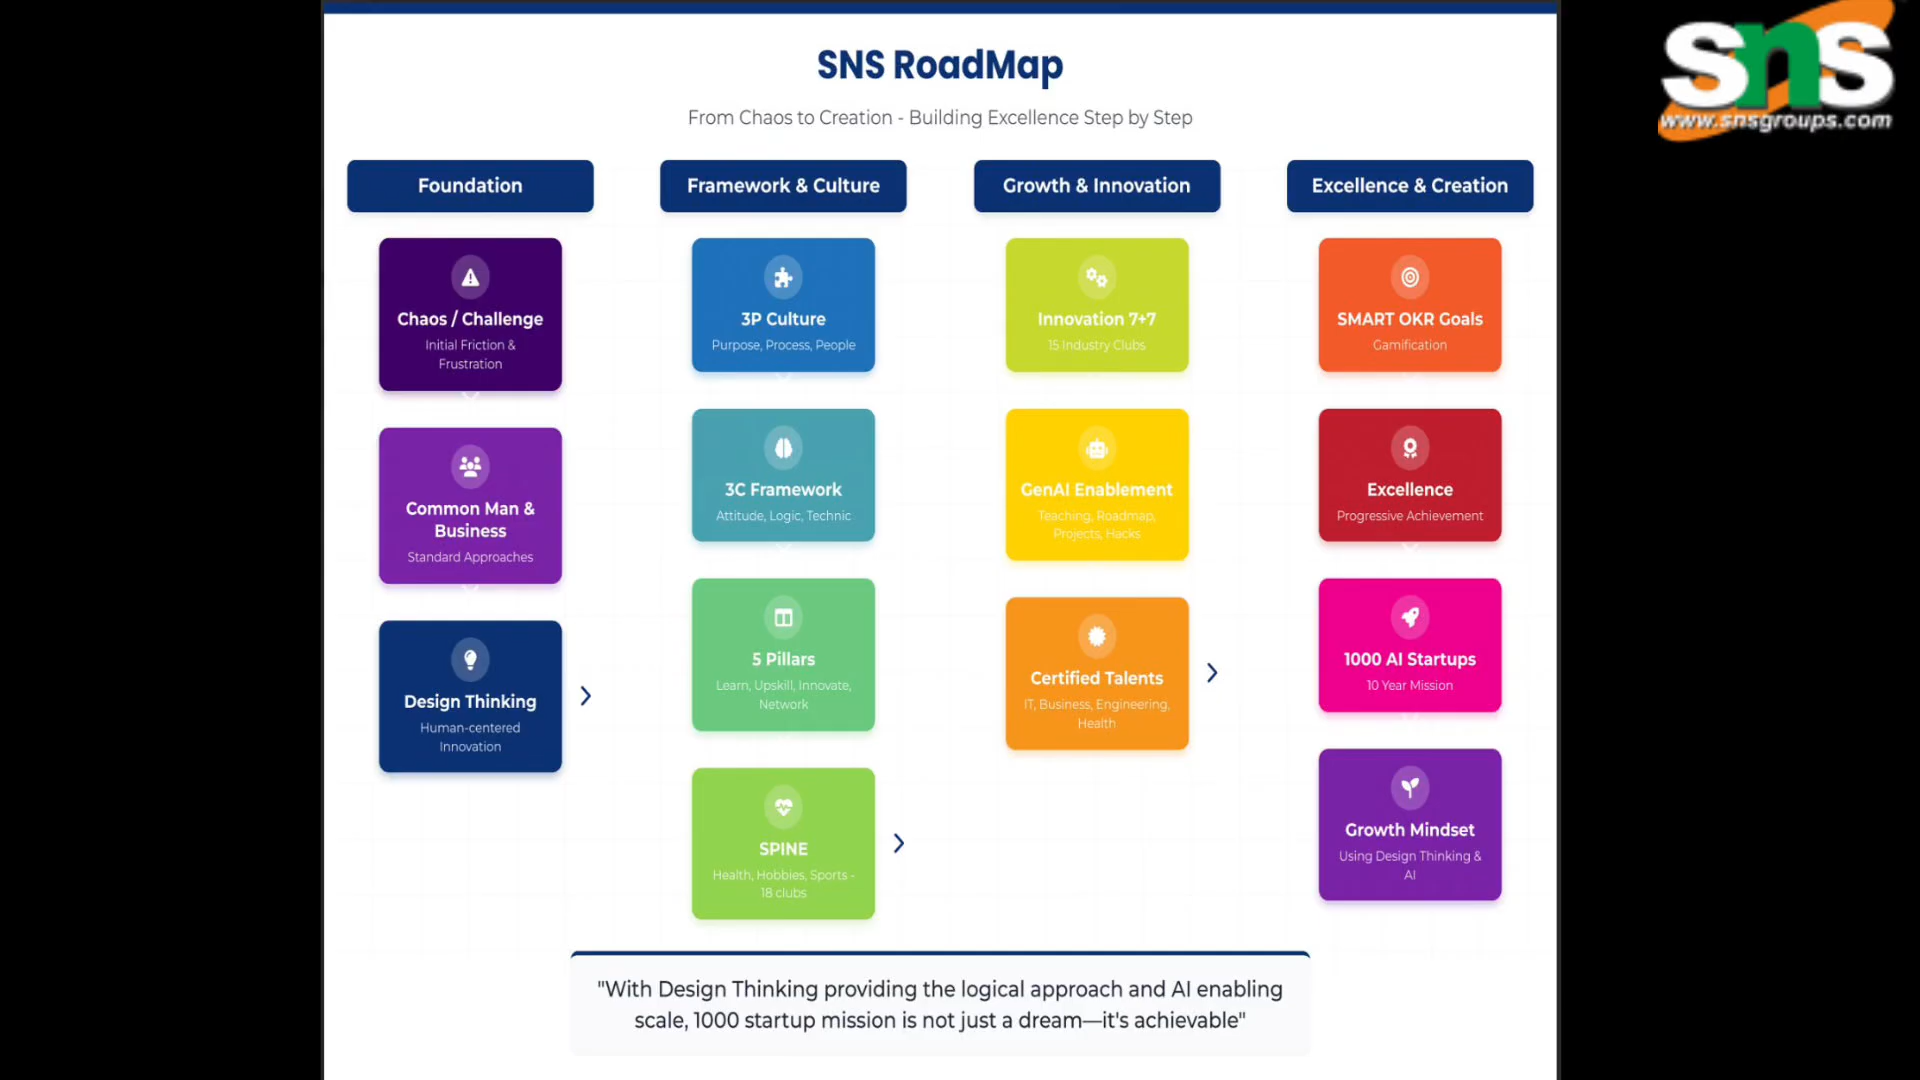 SNS RoadMap
From Chaos to Creation - Building Excellence Step by Step
Foundation
Chaos / Challenge
Initial Friction &
Frustration
Common Man &
Business
Standard Approaches
Design Thinking
Human-centered
Innovation
Framework & Culture
3P Culture
Purpose, Process, People
3C Framework
Attitude, Logic, Technic
5 Pillars
Learn, Upskill, Innovate,
Network
SPINE
Health, Hobbies, Sports -
18 clubs
Growth & Innovation
Innovation 7+7
15 Industry Clubs
GenAI Enablement
Teaching, Roadmap,
Projects, Hacks
Certified Talents
IT, Business, Engineering,
Health
Excellence & Creation
SMART OKR Goals
Gamification
Excellence
Progressive Achievement
1000 AI Startups
10 Year Mission
Growth Mindset
Using Design Thinking &
AI
"With Design Thinking providing the logical approach and AI enabling
scale, 1000 startup mission is not just a dream—it's achievable"
sns
www.snsgroups.com